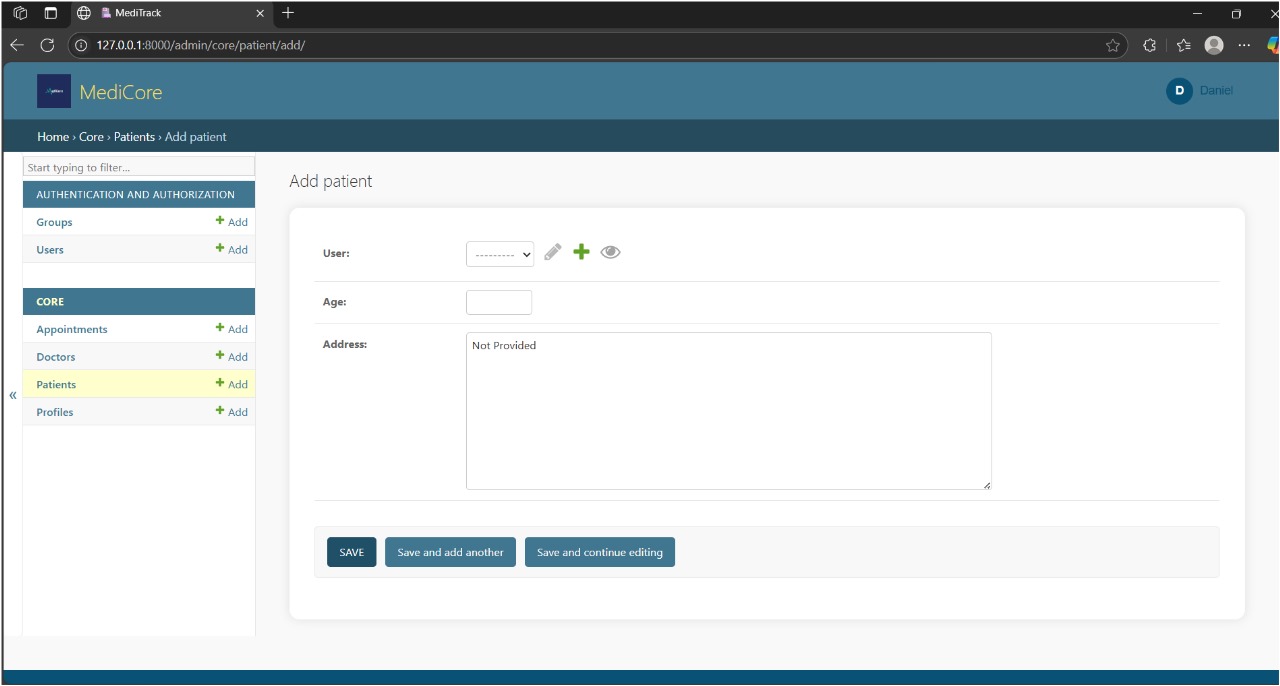 MediTrack
127.0.0.1:8000/admin/core/patient/add/
MediCore
D Daniel
Home › Core › Patients › Add patient
Start typing to filter...
AUTHENTICATION AND AUTHORIZATION
Groups + Add
Users + Add
CORE
Appointments + Add
Doctors + Add
Patients + Add
Profiles + Add
«
Add patient
User: ---------
Age:
Address: Not Provided
SAVE Save and add another Save and continue editing